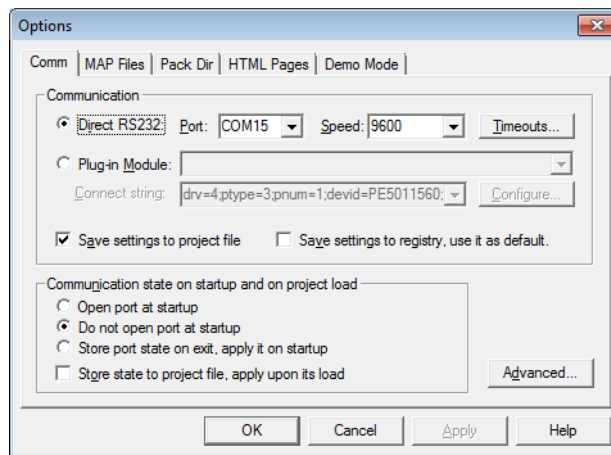 Options
Comm MAP Files Pack Dir HTML Pages Demo Mode
Communication
Direct RS232: Port: COM15 Speed: 9600 Timeouts...
Plug-in Module:
Connect string: drv=4;ptype=3;pnum=1;devid=PE5011560; Configure...
Save settings to project file Save settings to registry, use it as default.
Communication state on startup and on project load
Open port at startup
Do not open port at startup
Store port state on exit, apply it on startup
Store state to project file, apply upon its load Advanced...
OK Cancel Apply Help